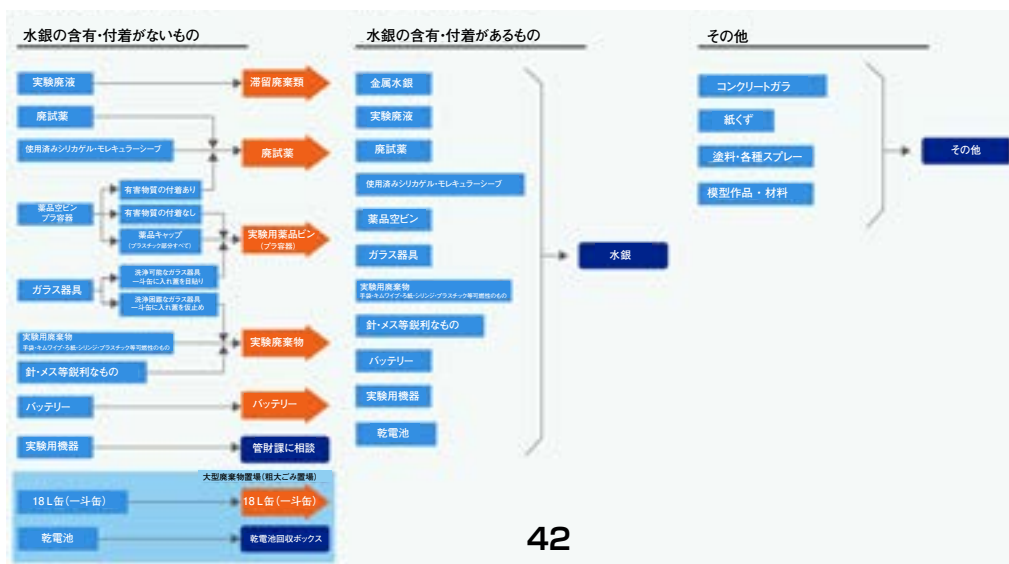 水銀の含有・付着がないもの
実験廃液
滞留廃棄類
廃試薬
使用済みシリカゲル・モレキュラーシーブ
廃試薬
薬品空ビン
プラ容器
有害物質の付着あり
有害物質の付着なし
薬品キャップ
(プラスチック部分すべて)
実験用薬品ビン
(プラ容器)
ガラス器具
洗浄可能なガラス器具
一斗缶に入れ蓋を目貼り
洗浄困難なガラス器具
一斗缶に入れ蓋を仮止め
実験用廃棄物
手袋・キムワイプ・ろ紙・シリンジ・プラスチック等可燃性のもの
針・メス等鋭利なもの
実験廃棄物
バッテリー
バッテリー
実験用機器
管財課に相談
大型廃棄物置場(粗大ごみ置場)
18L缶(一斗缶)
18L缶(一斗缶)
乾電池
乾電池回収ボックス
水銀の含有・付着があるもの
金属水銀
実験廃液
廃試薬
使用済みシリカゲル・モレキュラーシーブ
薬品空ビン
ガラス器具
実験用廃棄物
手袋・キムワイプ・ろ紙・シリンジ・プラスチック等可燃性のもの
針・メス等鋭利なもの
バッテリー
実験用機器
乾電池
水銀
その他
コンクリートガラ
紙くず
塗料・各種スプレー
模型作品・材料
その他
42